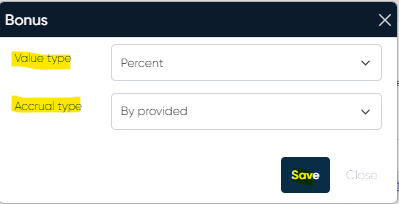 Bonus
Value type
Percent
Accrual type
By provided
Save
Close